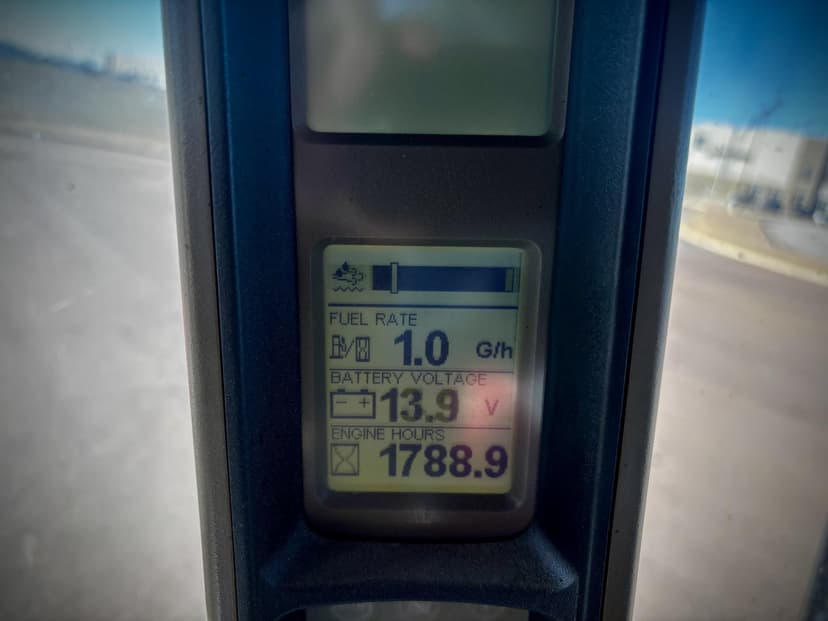 FUEL RATE
1.0 G/h
BATTERY VOLTAGE
- + 13.9 V
ENGINE HOURS
1788.9